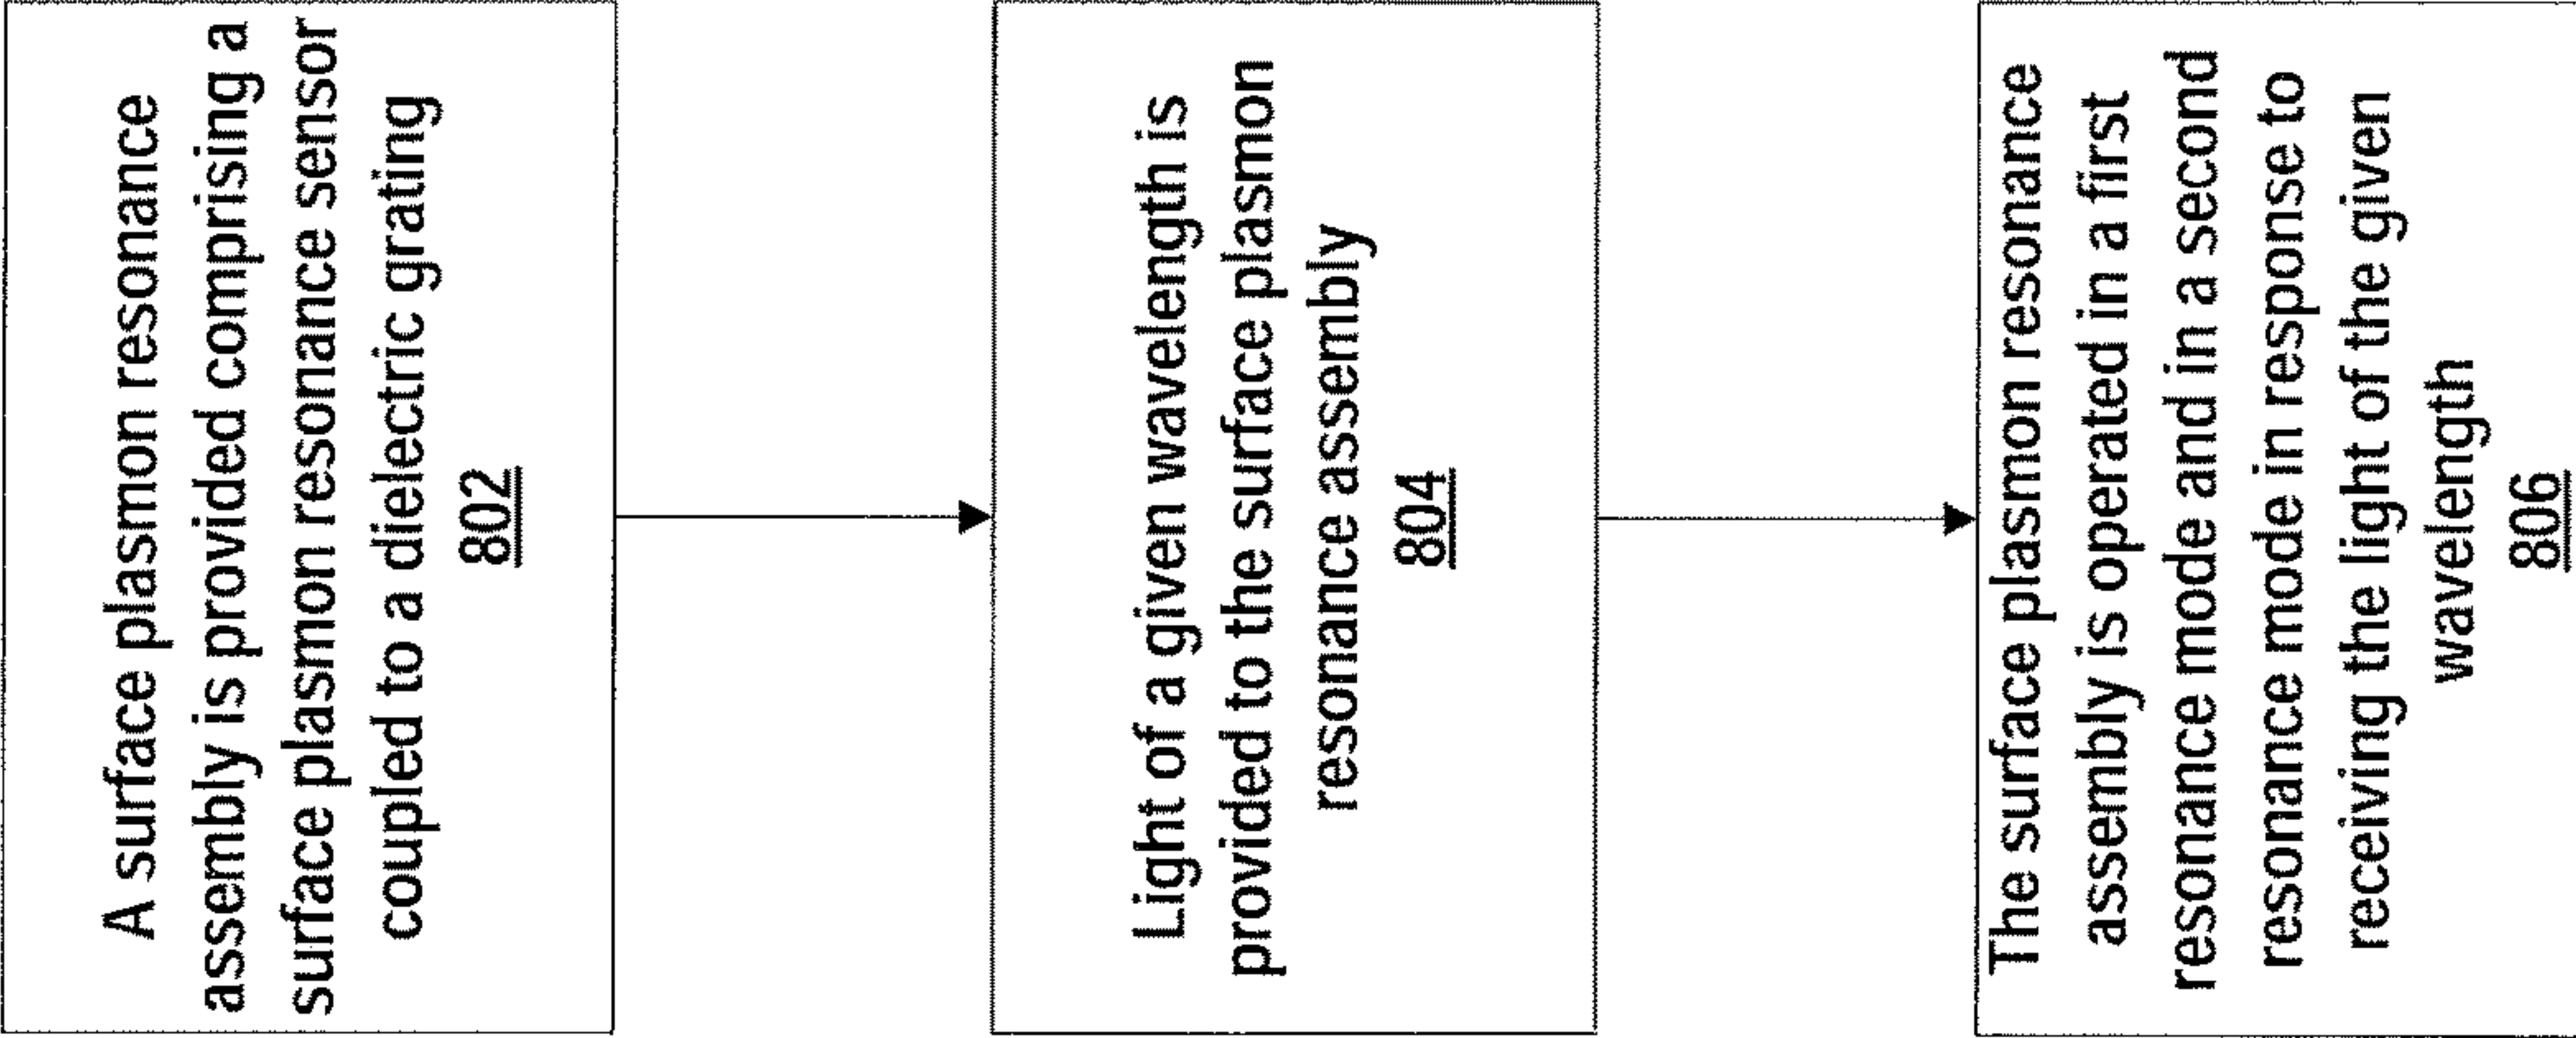 A surface plasmon resonance
assembly is provided comprising a
surface plasmon resonance sensor
coupled to a dielectric grating
802
Light of a given wavelength is
provided to the surface plasmon
resonance assembly
804
The surface plasmon resonance
assembly is operated in a first
resonance mode and in a second
resonance mode in response to
receiving the light of the given
wavelength
806